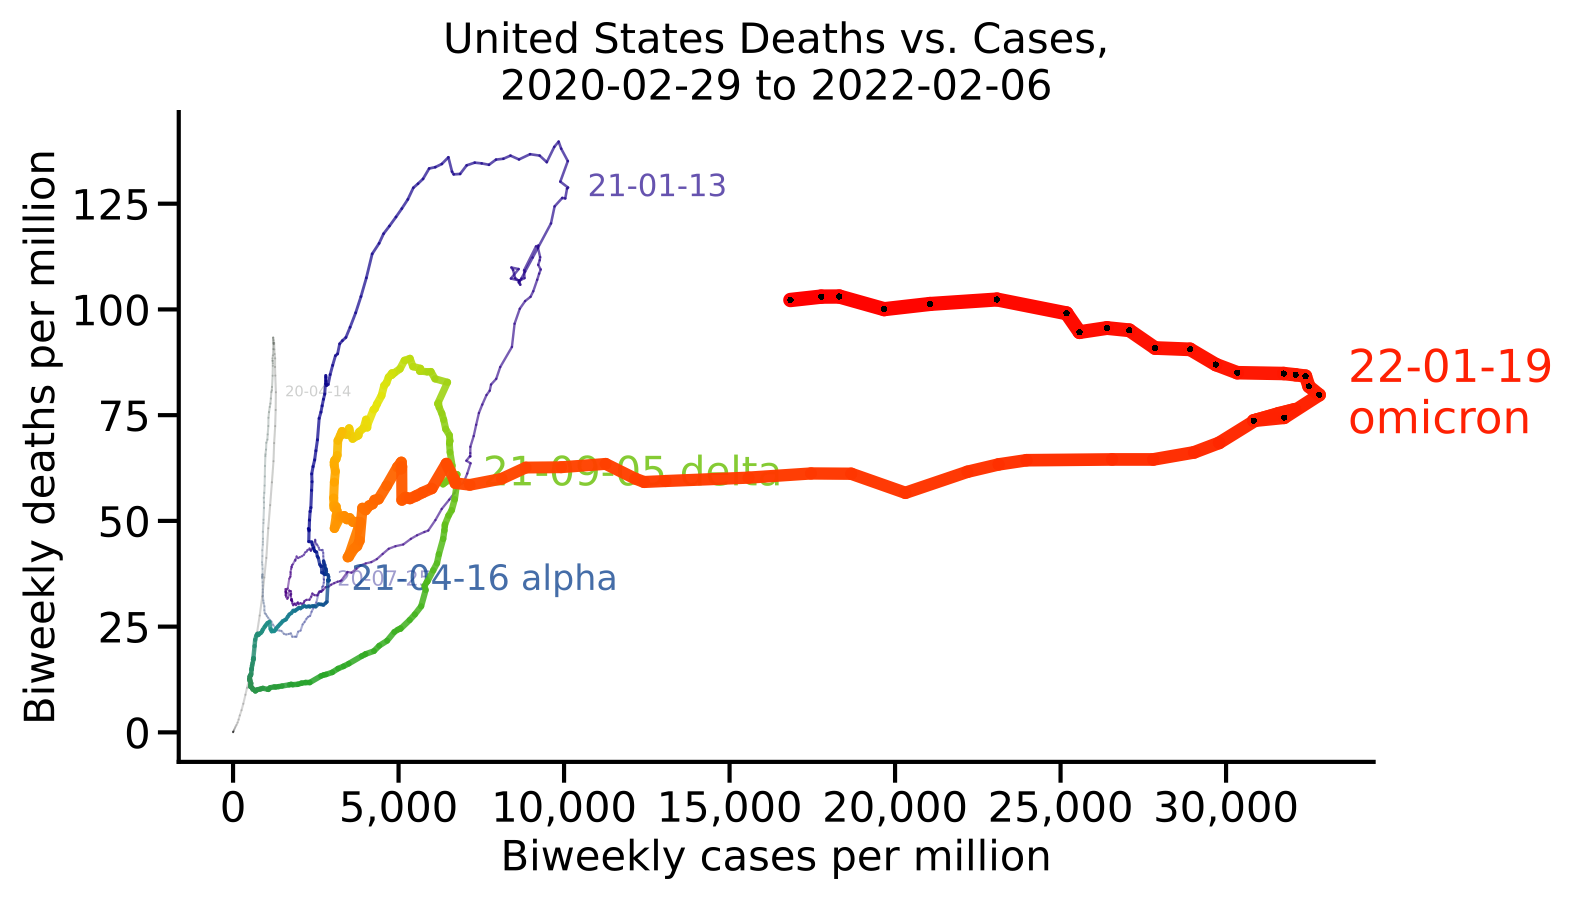 United States Deaths vs. Cases,
2020-02-29 to 2022-02-06
Biweekly deaths per million
125
100
75
50
25
0
21-01-13
20-04-14
22-01-19
omicron
21-09-05 delta
20-07-25
21-04-16 alpha
0 5,000 10,000 15,000 20,000 25,000 30,000
Biweekly cases per million